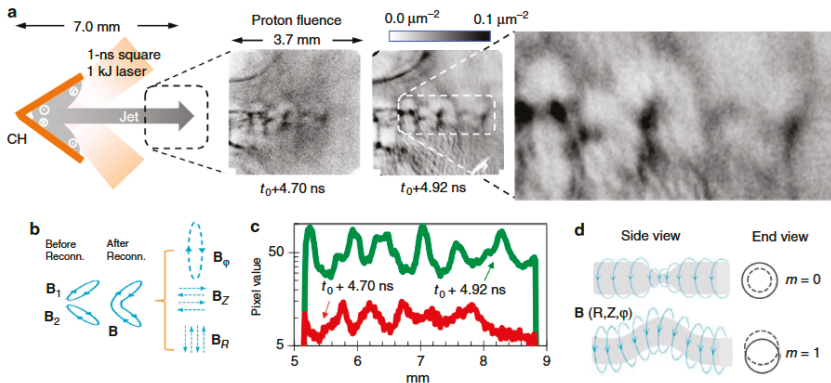 a
7.0 mm
1-ns square
1 kJ laser
Jet
CH
Proton fluence
3.7 mm
0.0 μm⁻² 0.1 μm⁻²
t₀+4.70 ns
t₀+4.92 ns
b
Before
Reconn.
After
Reconn.
B₁
B₂
B
Bφ
B_Z
B_R
c
Pixel value
50
5
t₀ + 4.70 ns
t₀ + 4.92 ns
5 6 7 8 9
mm
d
Side view
End view
m = 0
B (R,Z,φ)
m = 1